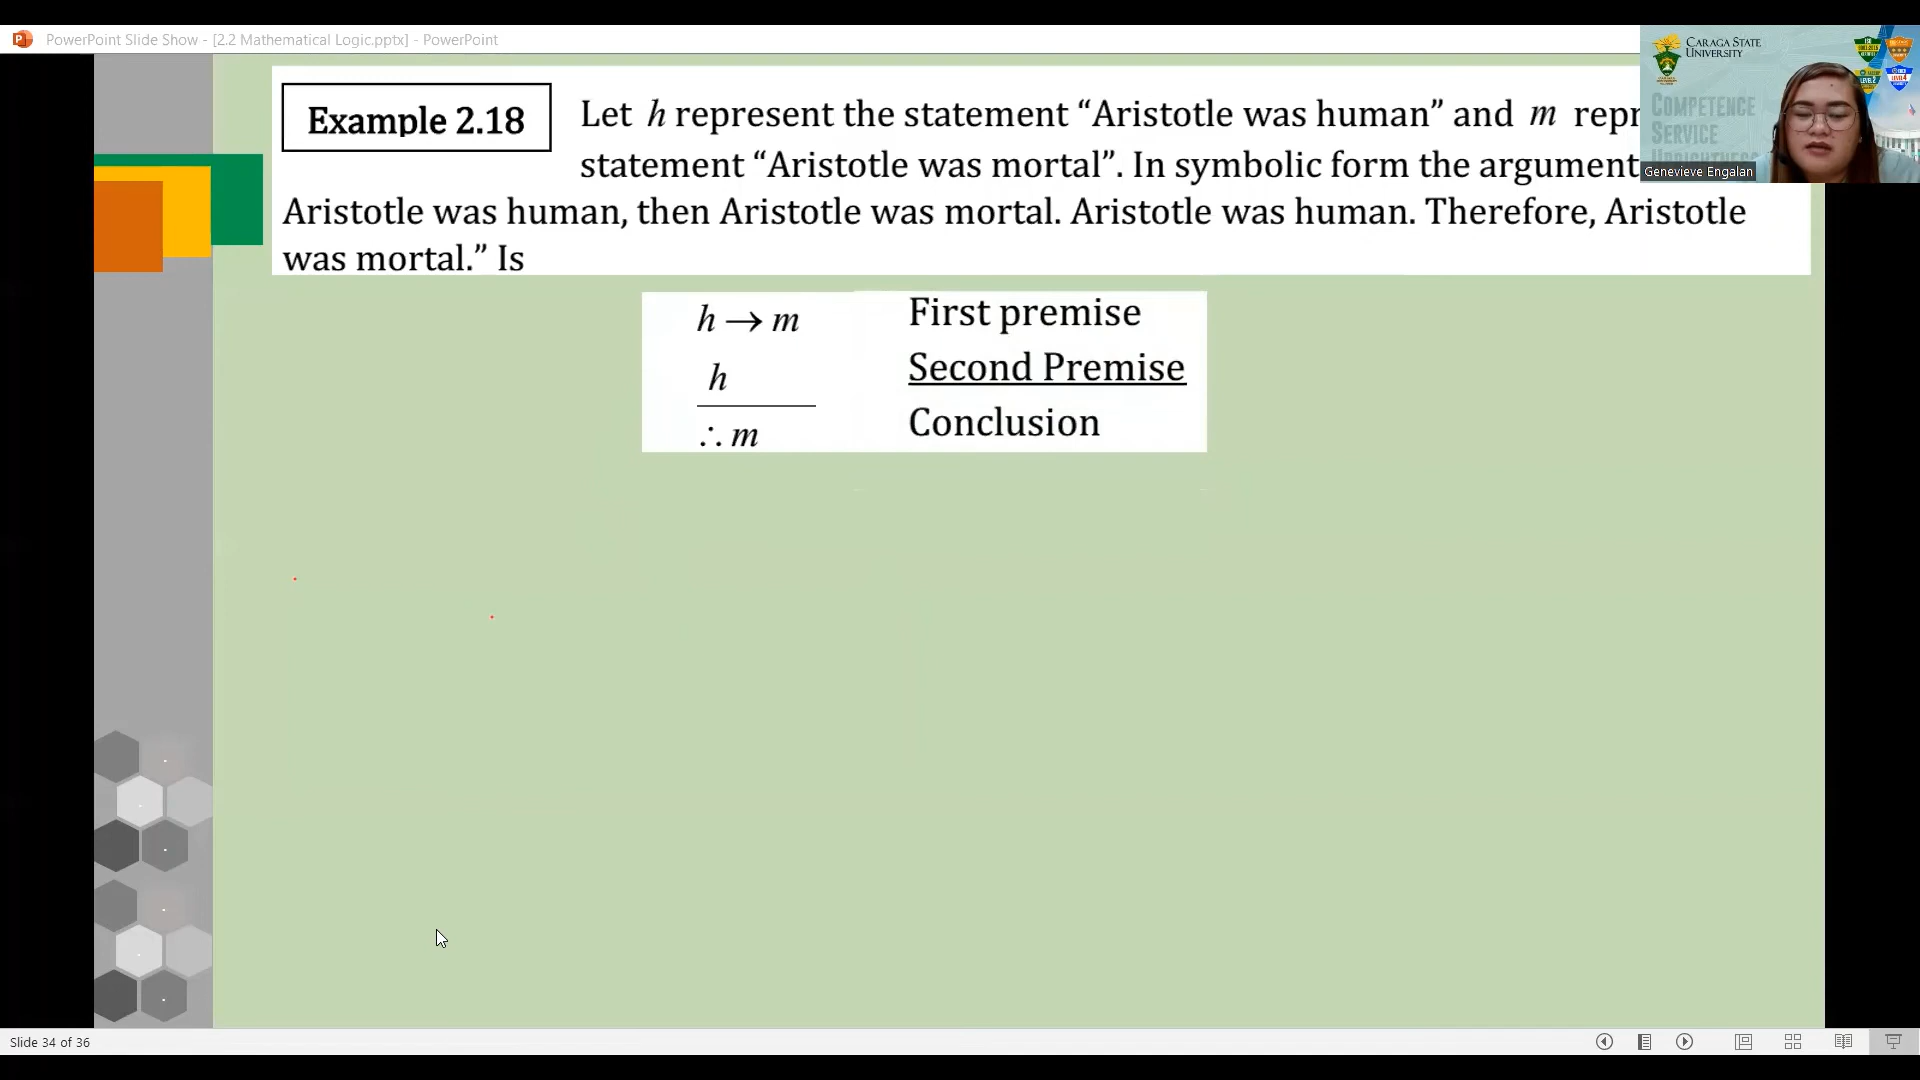 PowerPoint Slide Show - [2.2 Mathematical Logic.pptx] - PowerPoint
CARAGA STATE
UNIVERSITY
COMPETENCE
SERVICE
Genevieve Engalan
Example 2.18
Let h represent the statement “Aristotle was human” and m repr
statement “Aristotle was mortal”. In symbolic form the argument
Aristotle was human, then Aristotle was mortal. Aristotle was human. Therefore, Aristotle
was mortal.” Is
h → m First premise
h Second Premise
∴ m Conclusion
Slide 34 of 36